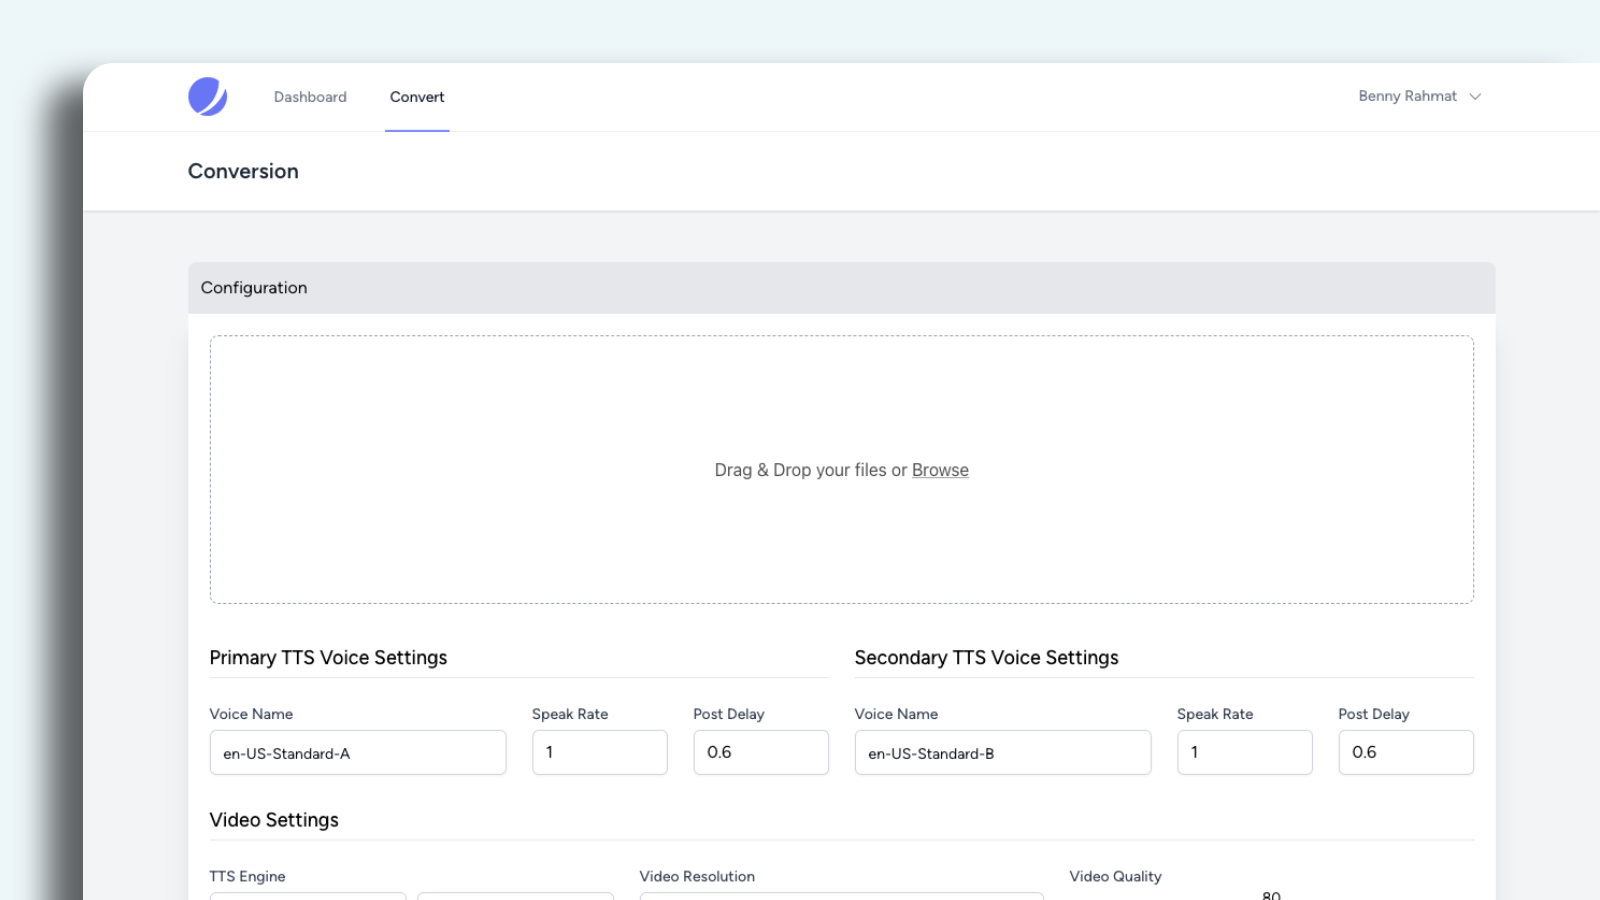 Dashboard Convert Benny Rahmat
Conversion
Configuration
Drag & Drop your files or Browse
Primary TTS Voice Settings Secondary TTS Voice Settings
Voice Name Speak Rate Post Delay Voice Name Speak Rate Post Delay
en-US-Standard-A 1 0.6 en-US-Standard-B 1 0.6
Video Settings
TTS Engine Video Resolution Video Quality
80